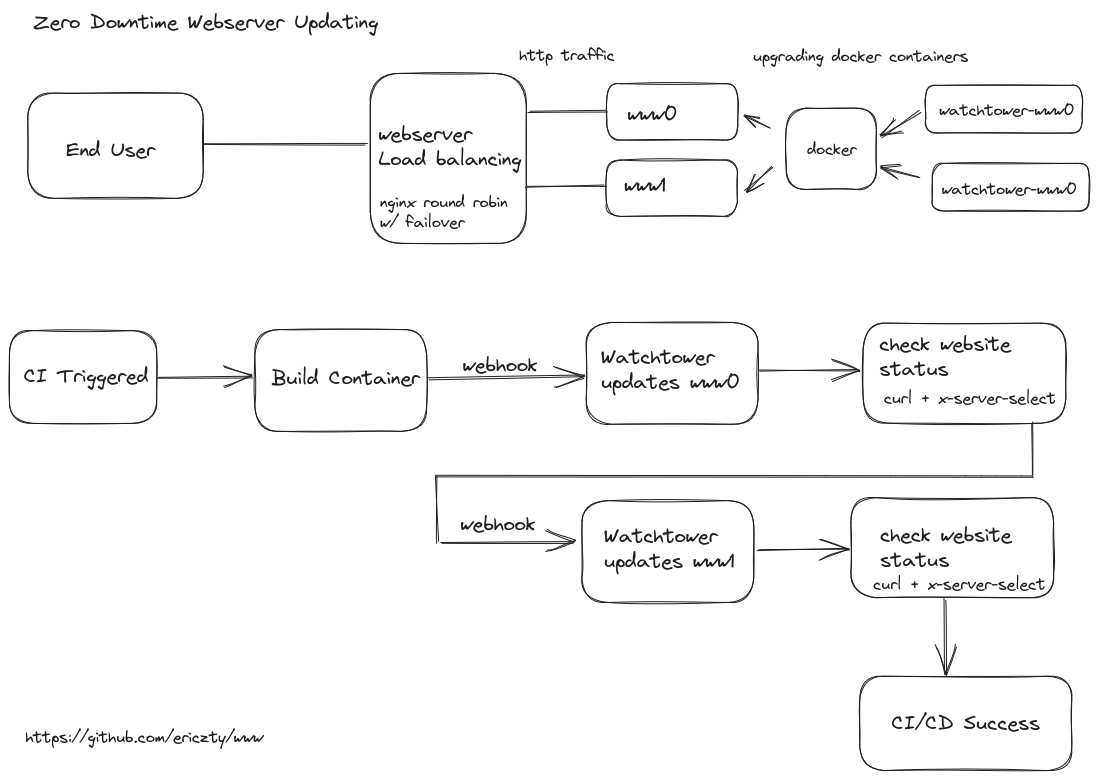 Zero Downtime Webserver Updating
http traffic
upgrading docker containers
End User
webserver
Load balancing
nginx round robin
w/ failover
www0
www1
docker
watchtower-www0
watchtower-www0
CI Triggered
Build Container
webhook
Watchtower
updates www0
check website
status
curl + x-server-select
webhook
Watchtower
updates www1
check website
status
curl + x-server-select
CI/CD Success
https://github.com/ericzty/www